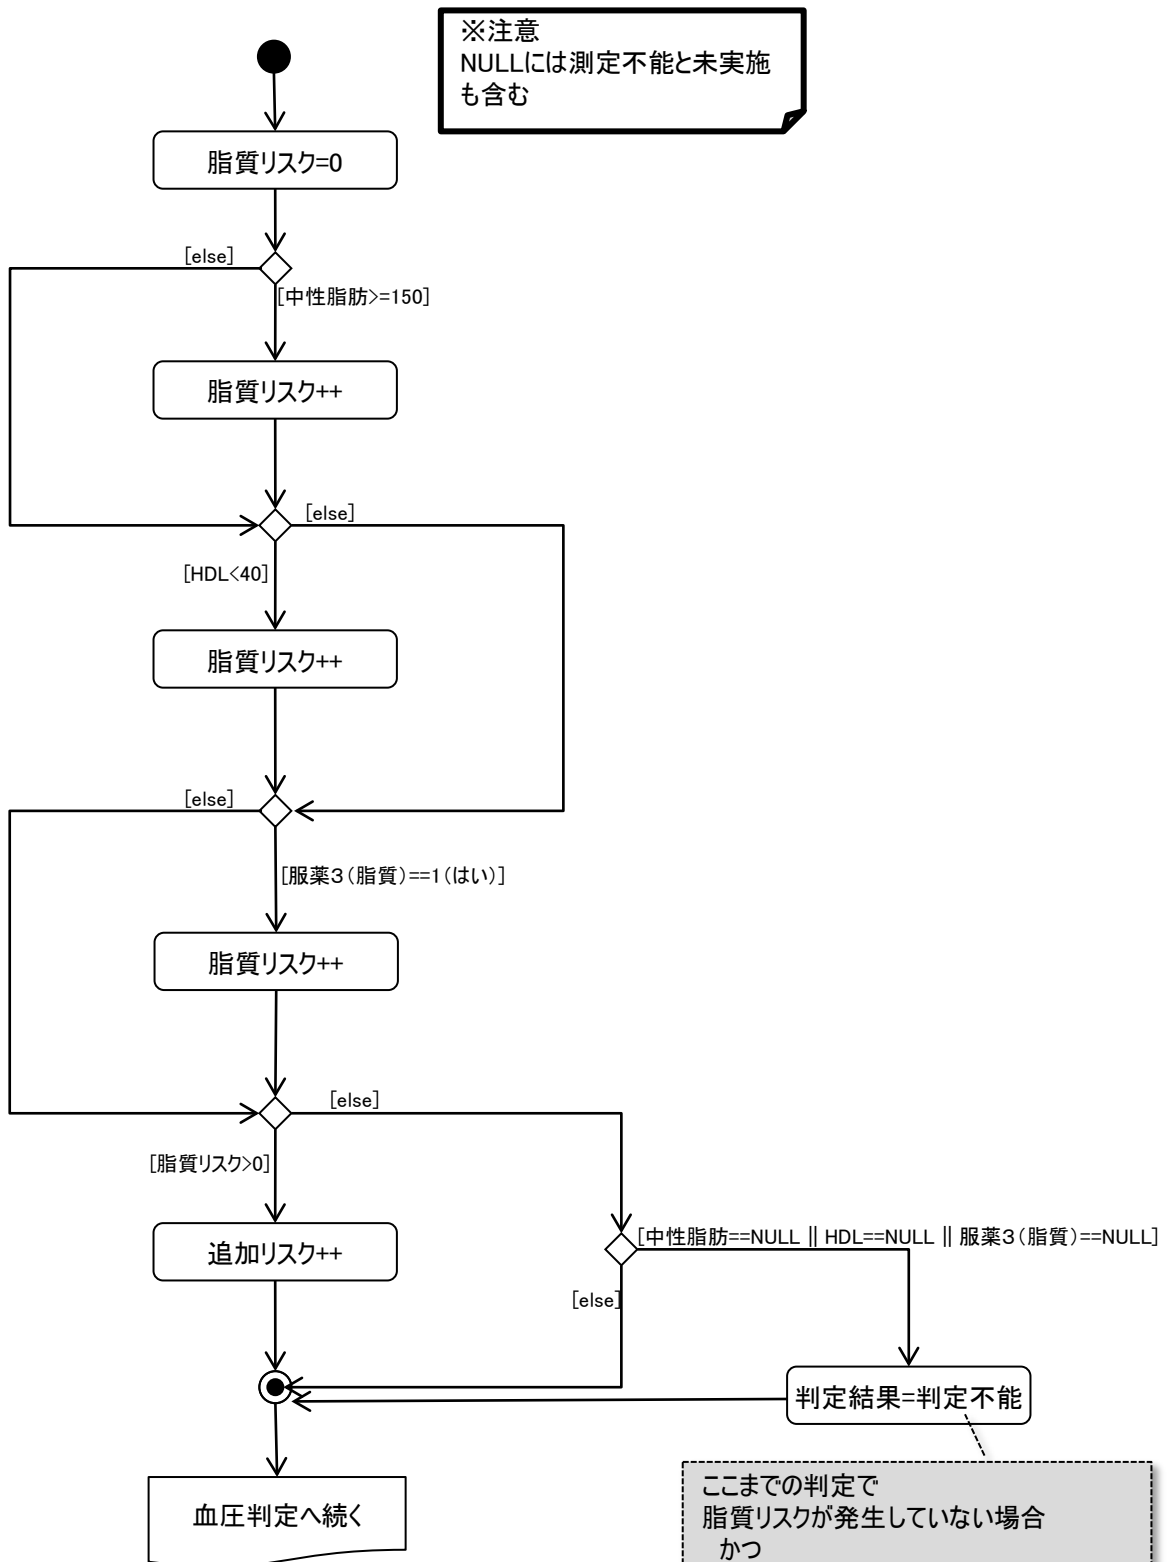 ※注意
NULLには測定不能と未実施
も含む
脂質リスク=0
[else]
[中性脂肪>=150]
脂質リスク++
[else]
[HDL<40]
脂質リスク++
[else]
[服薬3(脂質)==1(はい)]
脂質リスク++
[else]
[脂質リスク>0]
追加リスク++
[中性脂肪==NULL || HDL==NULL || 服薬3(脂質)==NULL]
[else]
判定結果=判定不能
血圧判定へ続く
ここまでの判定で
脂質リスクが発生していない場合
かつ